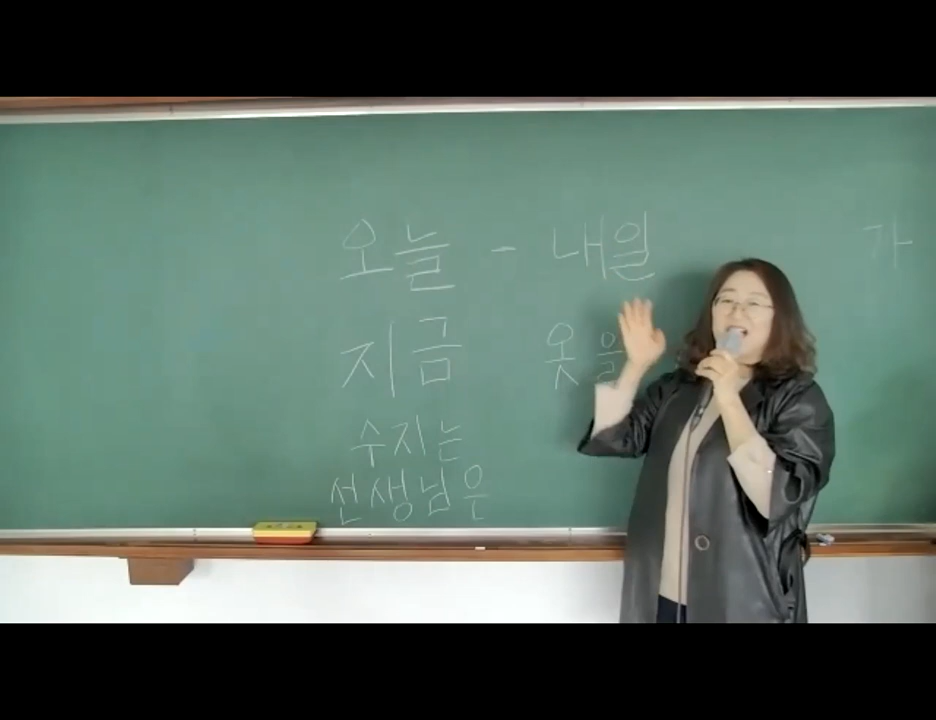 오늘 - 내일
가
지금 옷을
수지는
선생님은